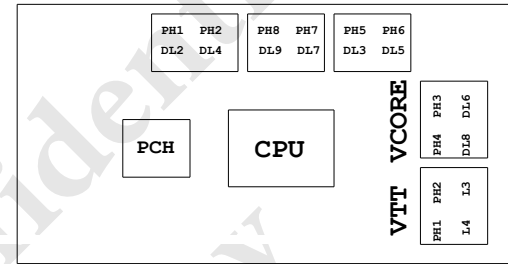 PH1 PH2 PH8 PH7 PH5 PH6
DL2 DL4 DL9 DL7 DL3 DL5
PCH
CPU
VCORE
PH3 DL6
PH4 DL8
VTT
PH2 L3
PH1 L4